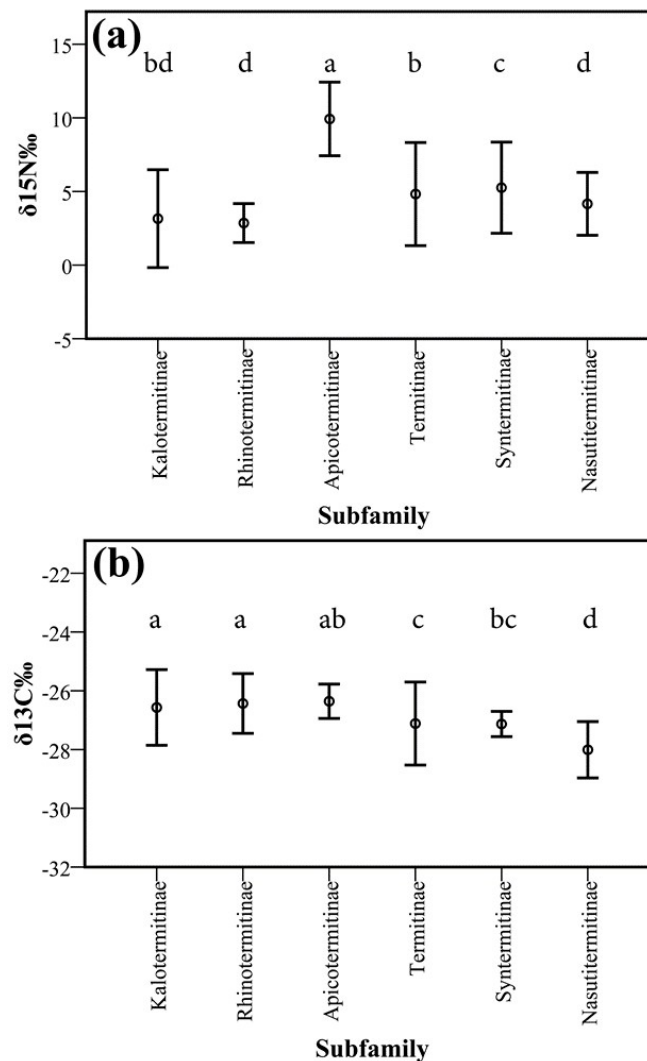 (a)
bd d a b c d
15
10
5
0
-5
δ15N‰
Kalotermitinae
Rhinotermitinae
Apicotermitinae
Termitinae
Syntermitinae
Nasutitermitinae
Subfamily
(b)
a a ab c bc d
-22
-24
-26
-28
-30
-32
δ13C‰
Kalotermitinae
Rhinotermitinae
Apicotermitinae
Termitinae
Syntermitinae
Nasutitermitinae
Subfamily